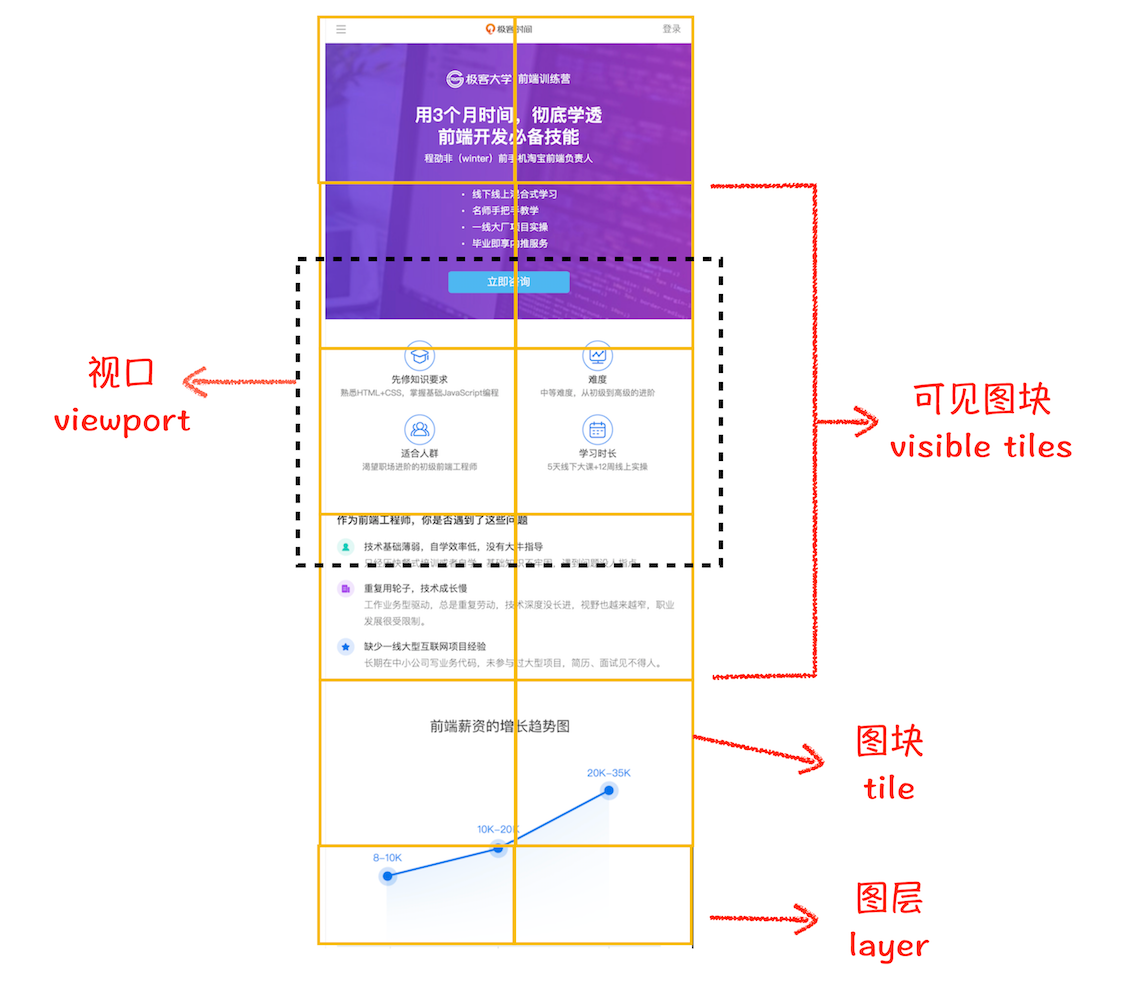 极客时间
登录
极客大学 前端训练营
用3个月时间，彻底学透
前端开发必备技能
程劭非（winter）前手机淘宝前端负责人
· 线下线上混合式学习
· 名师手把手教学
· 一线大厂项目实操
· 毕业即享内推服务
立即咨询
视口
viewport
先修知识要求
熟悉HTML+CSS，掌握基础JavaScript编程
难度
中等难度，从初级到高级的进阶
适合人群
渴望职场进阶的初级前端工程师
学习时长
5天线下大课+12周线上实操
可见图块
visible tiles
作为前端工程师，你是否遇到了这些问题
技术基础薄弱，自学效率低，没有大牛指导
重复用轮子，技术成长慢
工作业务型驱动，总是重复劳动，技术深度没长进，视野也越来越窄，职业
发展很受限制。
缺少一线大型互联网项目经验
长期在中小公司写业务代码，未参与过大型项目，简历、面试见不得人。
前端薪资的增长趋势图
图块
tile
20K-35K
10K-20K
8-10K
图层
layer